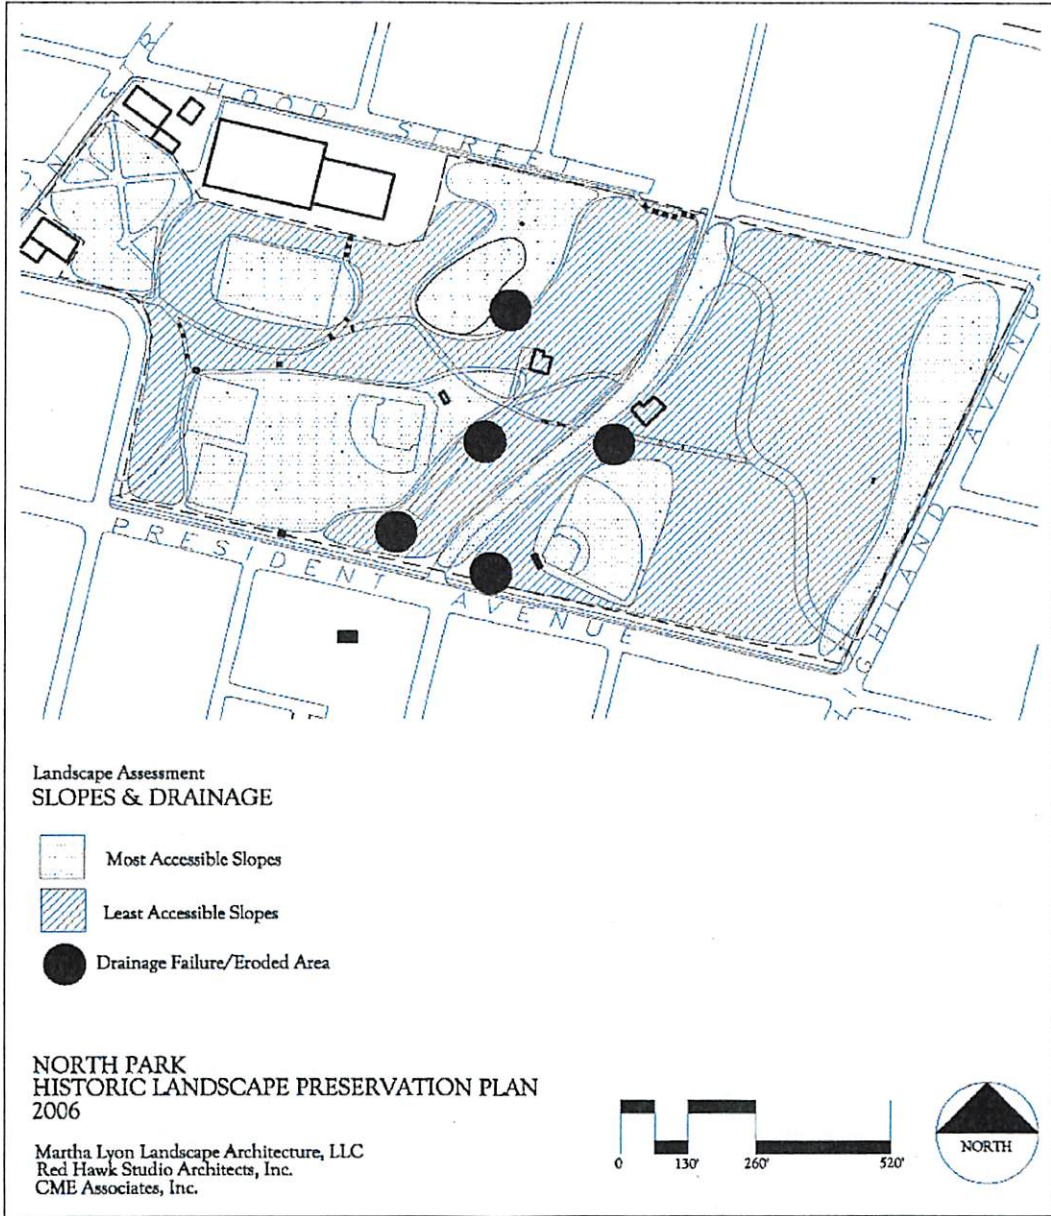 HOOD STREET
PRESIDENT AVENUE
HIGHLAND AVENUE
Landscape Assessment
SLOPES & DRAINAGE
Most Accessible Slopes
Least Accessible Slopes
Drainage Failure/Eroded Area
NORTH PARK
HISTORIC LANDSCAPE PRESERVATION PLAN
2006
Martha Lyon Landscape Architecture, LLC
Red Hawk Studio Architects, Inc.
CME Associates, Inc.
0 130' 260' 520'
NORTH